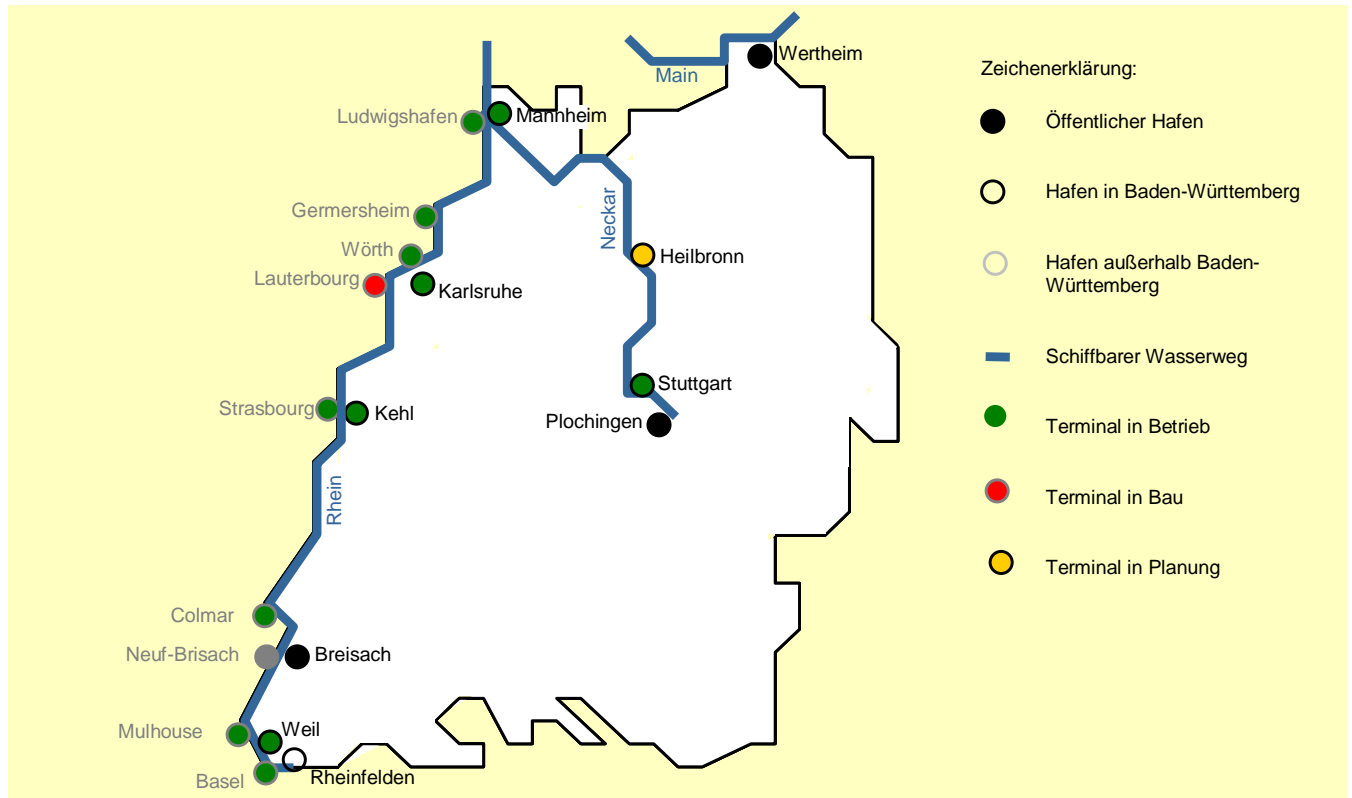 Wertheim
Main
Ludwigshafen
Mannheim
Germersheim
Wörth
Lauterbourg
Karlsruhe
Neckar
Heilbronn
Strasbourg
Kehl
Stuttgart
Plochingen
Rhein
Colmar
Neuf-Brisach
Breisach
Mulhouse
Weil
Basel
Rheinfelden
Zeichenerklärung:
Öffentlicher Hafen
Hafen in Baden-Württemberg
Hafen außerhalb Baden-
Württemberg
Schiffbarer Wasserweg
Terminal in Betrieb
Terminal in Bau
Terminal in Planung